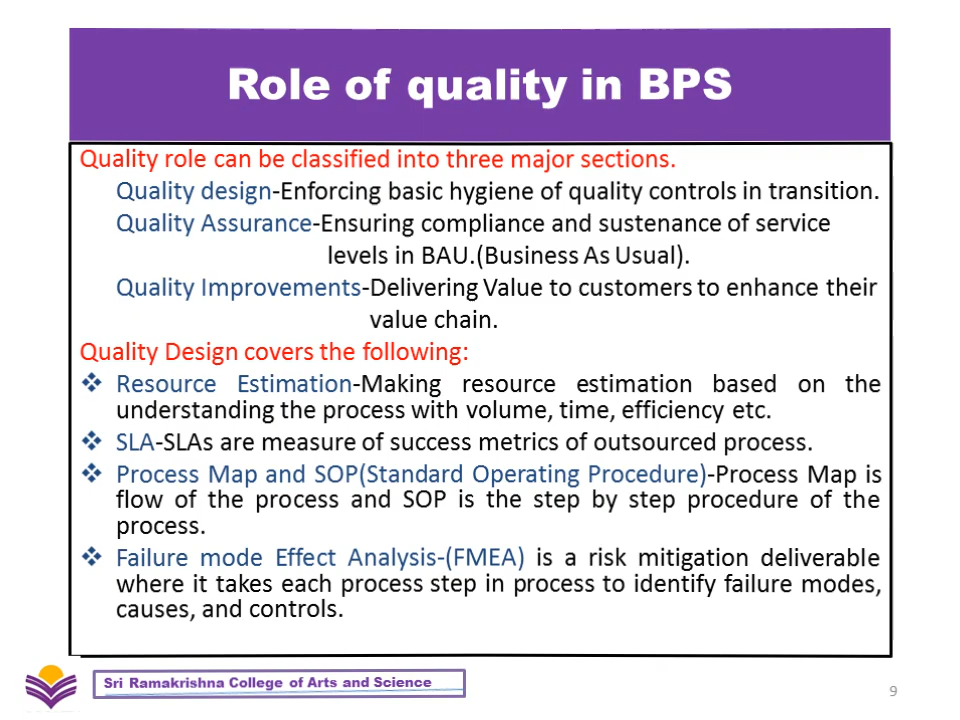 Role of quality in BPS
Quality role can be classified into three major sections.
Quality design-Enforcing basic hygiene of quality controls in transition.
Quality Assurance-Ensuring compliance and sustenance of service
levels in BAU.(Business As Usual).
Quality Improvements-Delivering Value to customers to enhance their
value chain.
Quality Design covers the following:
❖ Resource Estimation-Making resource estimation based on the
understanding the process with volume, time, efficiency etc.
❖ SLA-SLAs are measure of success metrics of outsourced process.
❖ Process Map and SOP(Standard Operating Procedure)-Process Map is
flow of the process and SOP is the step by step procedure of the
process.
❖ Failure mode Effect Analysis-(FMEA) is a risk mitigation deliverable
where it takes each process step in process to identify failure modes,
causes, and controls.
Sri Ramakrishna College of Arts and Science
9